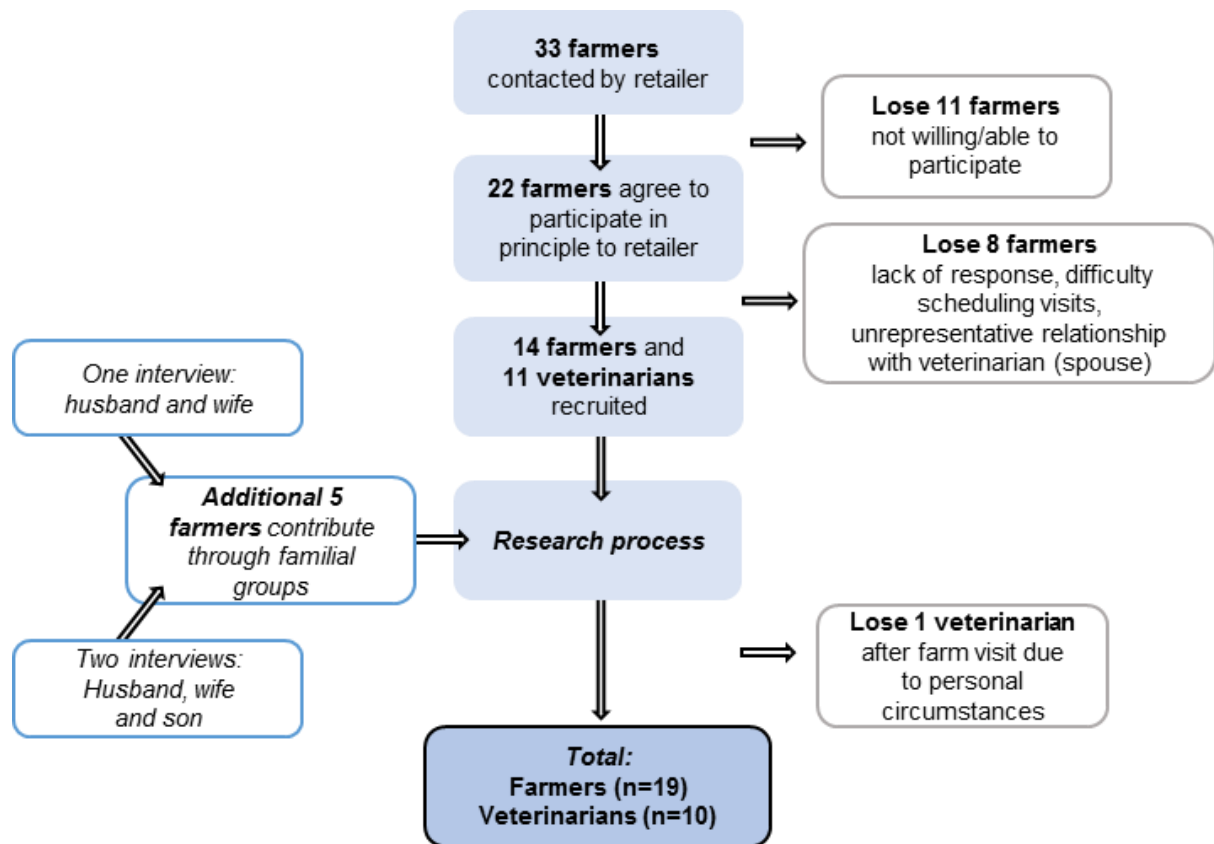 33 farmers
contacted by retailer
Lose 11 farmers
not willing/able to
participate
22 farmers agree to
participate in
principle to retailer
Lose 8 farmers
lack of response, difficulty
scheduling visits,
unrepresentative relationship
with veterinarian (spouse)
14 farmers and
11 veterinarians
recruited
One interview:
husband and wife
Additional 5
farmers contribute
through familial
groups
Research process
Two interviews:
Husband, wife
and son
Lose 1 veterinarian
after farm visit due
to personal
circumstances
Total:
Farmers (n=19)
Veterinarians (n=10)